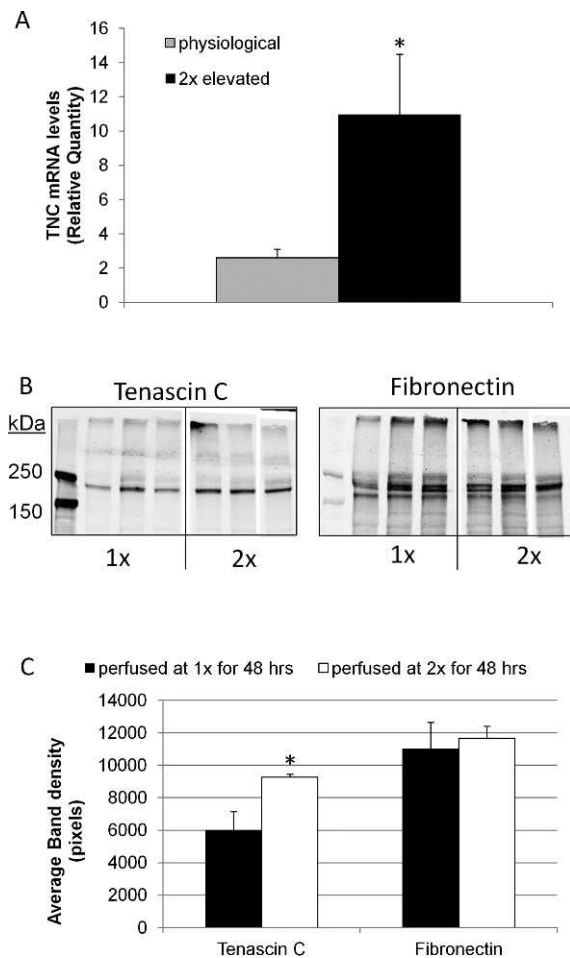 A
TNC mRNA levels
(Relative Quantity)
16
14
12
10
8
6
4
2
0
physiological
2x elevated
*
B
Tenascin C
Fibronectin
kDa
250
150
1x
2x
1x
2x
C
perfused at 1x for 48 hrs
perfused at 2x for 48 hrs
Average Band density
(pixels)
14000
12000
10000
8000
6000
4000
2000
0
*
Tenascin C
Fibronectin